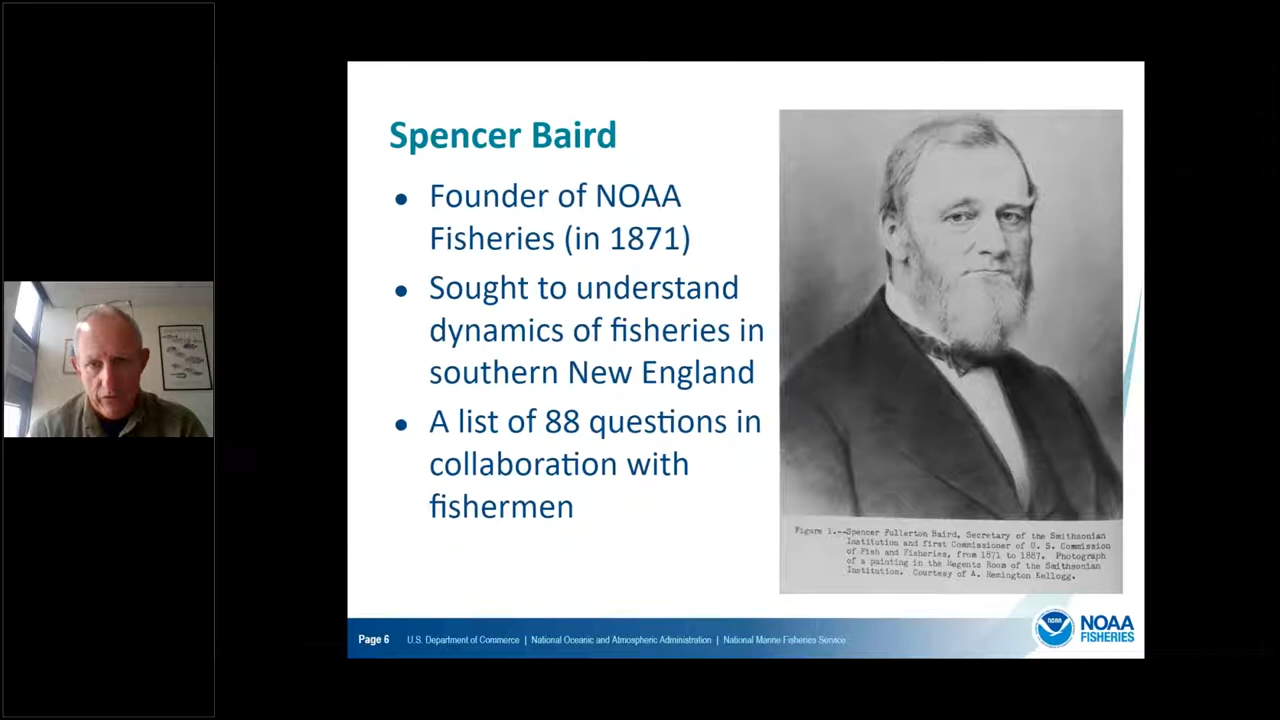 Spencer Baird
• Founder of NOAA
Fisheries (in 1871)
• Sought to understand
dynamics of fisheries in
southern New England
• A list of 88 questions in
collaboration with
fishermen
Figure 1.--Spencer Fullerton Baird, Secretary of the Smithsonian
Institution and first Commissioner of U. S. Commission
of Fish and Fisheries, from 1871 to 1887. Photograph
of a painting in the Regents Room of the Smithsonian
Institution. Courtesy of A. Remington Kellogg.
Page 6 U.S. Department of Commerce | National Oceanic and Atmospheric Administration | National Marine Fisheries Service
NOAA
NOAA
FISHERIES